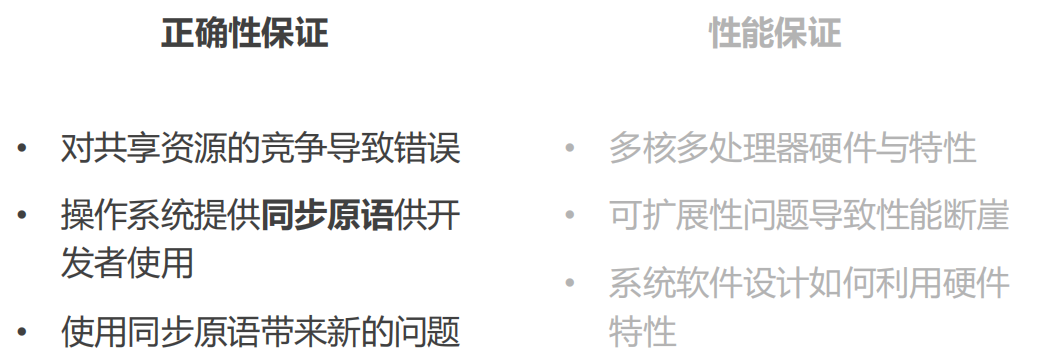 正确性保证
• 对共享资源的竞争导致错误
• 操作系统提供同步原语供开
发者使用
• 使用同步原语带来新的问题
性能保证
• 多核多处理器硬件与特性
• 可扩展性问题导致性能断崖
• 系统软件设计如何利用硬件
特性